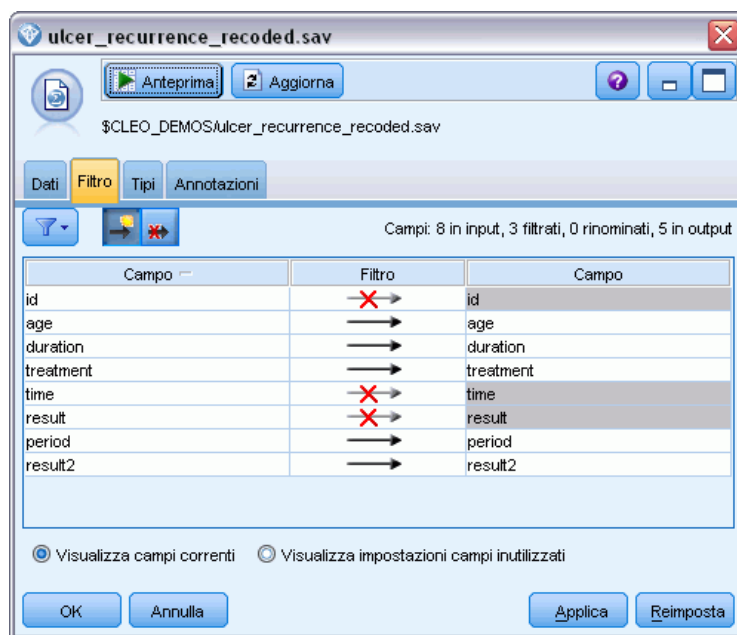 ulcer_recurrence_recoded.sav
Anteprima Aggiorna
$CLEO_DEMOS/ulcer_recurrence_recoded.sav
Dati Filtro Tipi Annotazioni
Campi: 8 in input, 3 filtrati, 0 rinominati, 5 in output
Campo Filtro Campo
id id
age age
duration duration
treatment treatment
time time
result result
period period
result2 result2
Visualizza campi correnti Visualizza impostazioni campi inutilizzati
OK Annulla Applica Reimposta